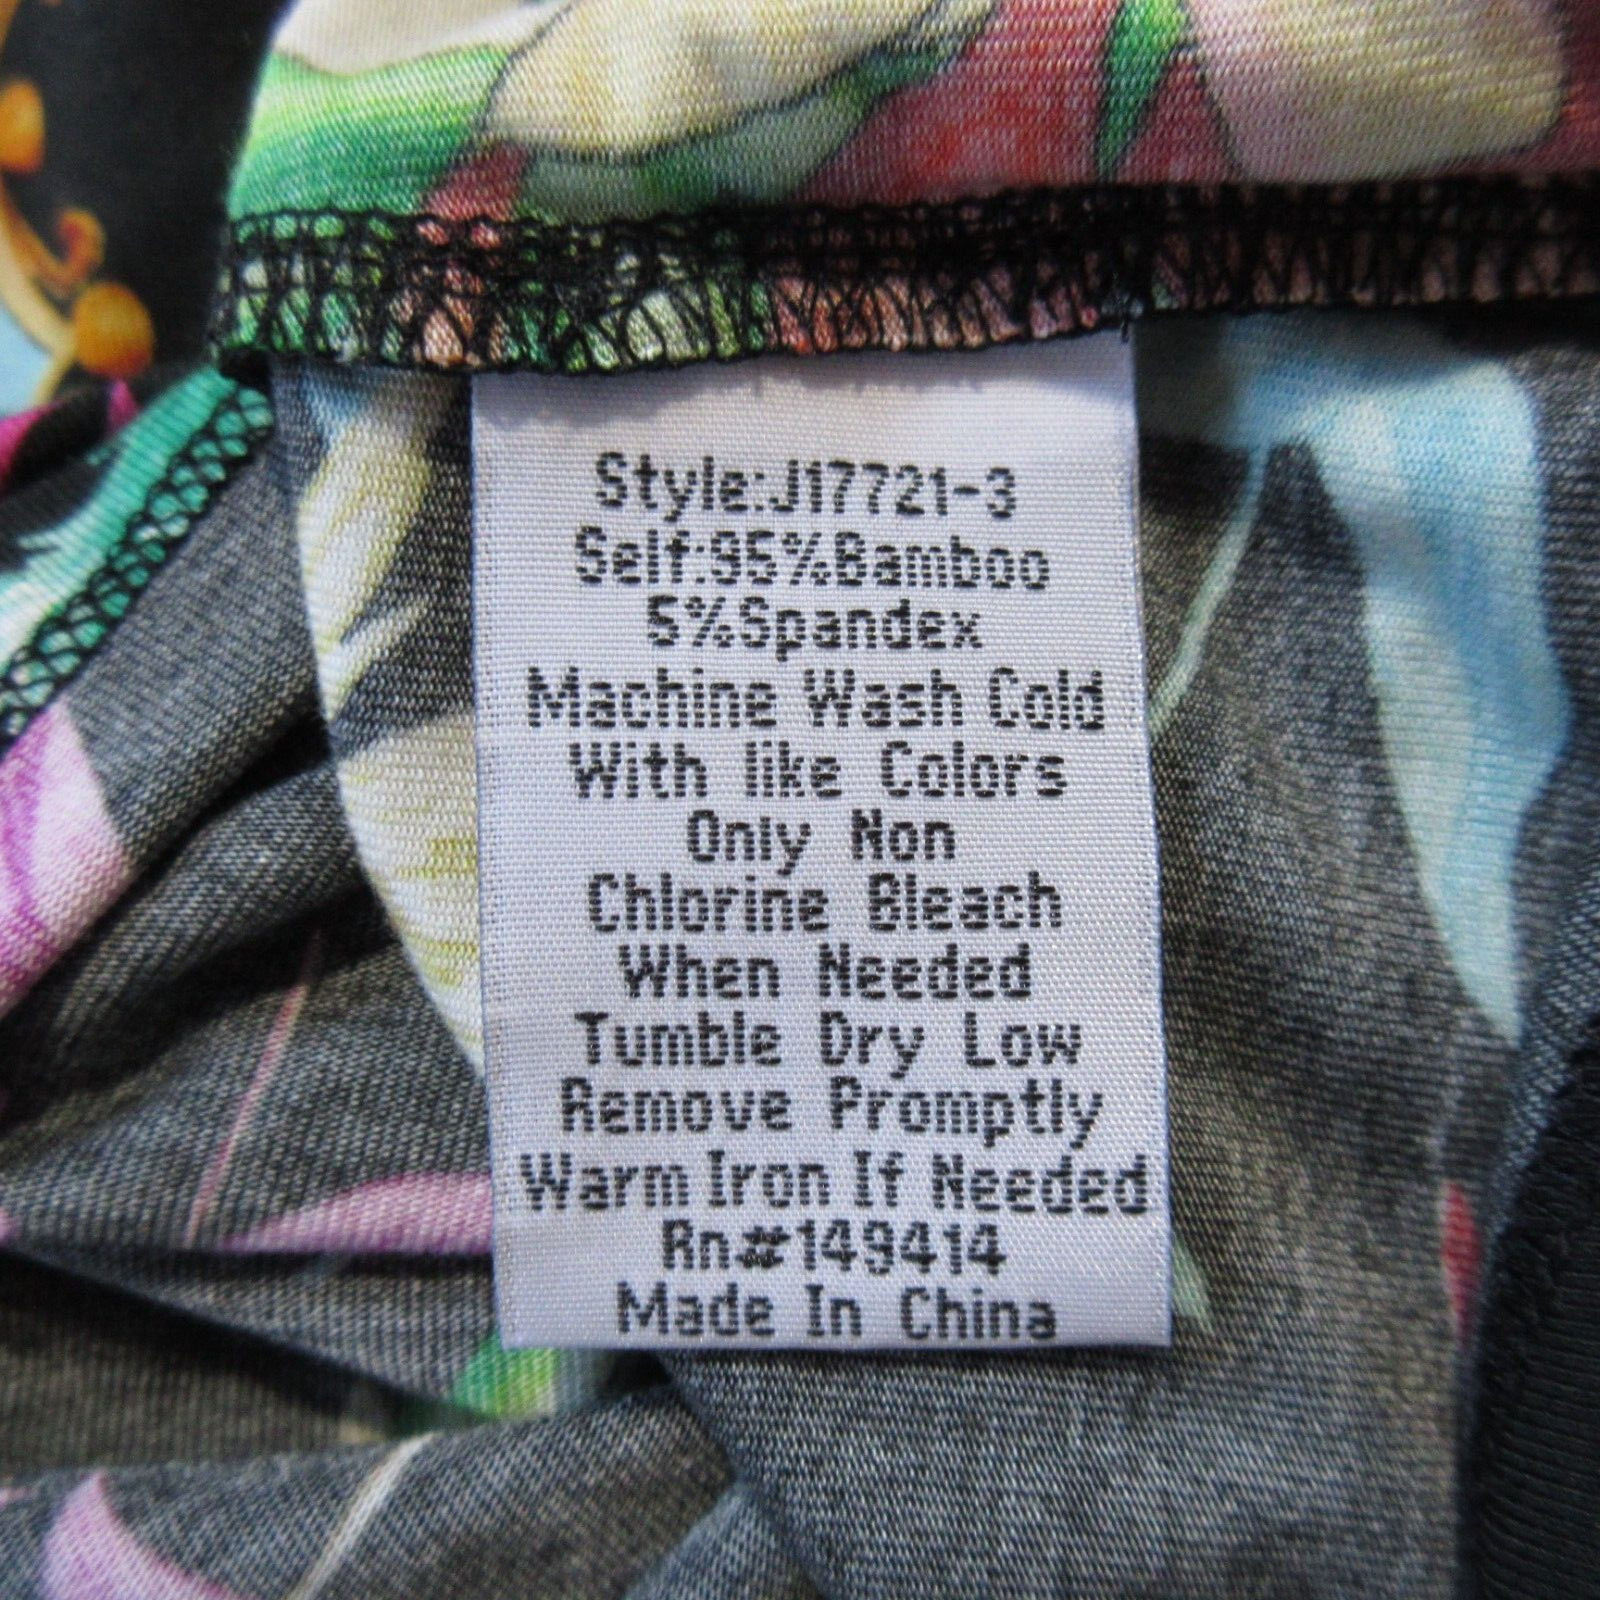 Style:J17721-3
Self:95%Bamboo
5%Spandex
Machine Wash Cold
With like Colors
Only Non
Chlorine Bleach
When Needed
Tumble Dry Low
Remove Promptly
Warm Iron If Needed
Rn#149414
Made In China